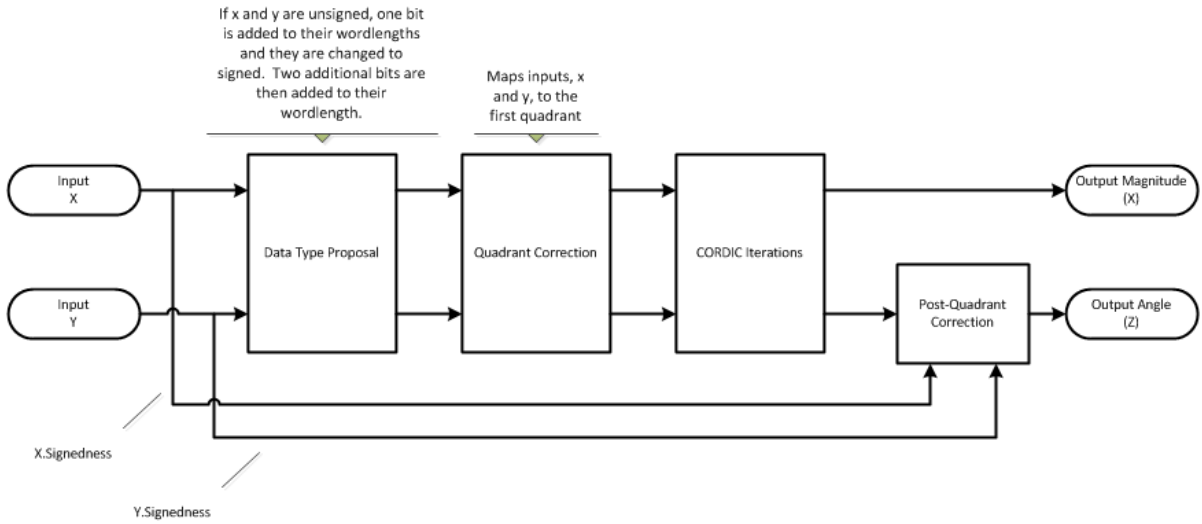 If x and y are unsigned, one bit
is added to their wordlengths
and they are changed to
signed.  Two additional bits are
then added to their
wordlength.
Maps inputs, x
and y, to the
first quadrant
Input
X
Data Type Proposal
Quadrant Correction
CORDIC Iterations
Output Magnitude
(X)
Input
Y
Post-Quadrant
Correction
Output Angle
(Z)
X.Signedness
Y.Signedness